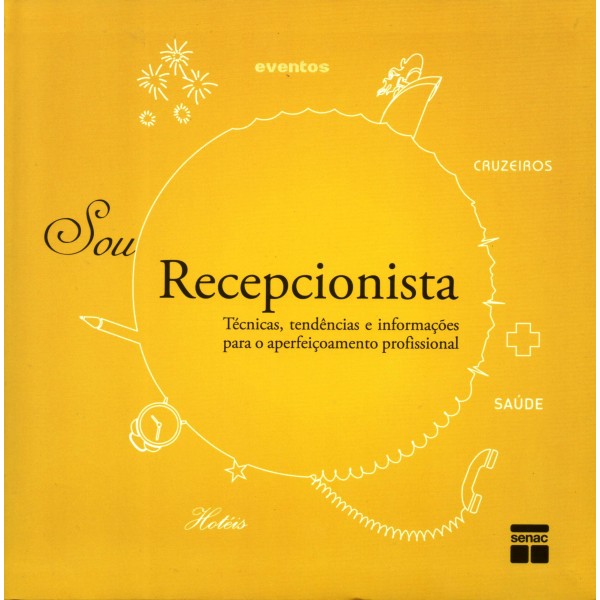 eventos
CRUZEIROS
Sou
Recepcionista
Técnicas, tendências e informações
para o aperfeiçoamento profissional
SAÚDE
Hotéis
senac